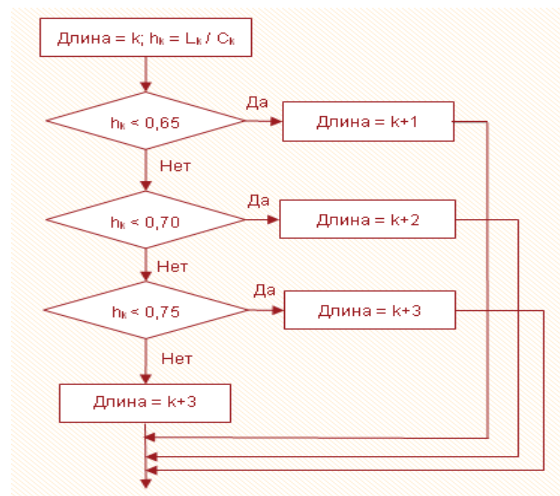 Длина = k; hₖ = Lₖ / Cₖ
Да
hₖ < 0,65
Длина = k+1
Нет
Да
hₖ < 0,70
Длина = k+2
Нет
Да
hₖ < 0,75
Длина = k+3
Нет
Длина = k+3